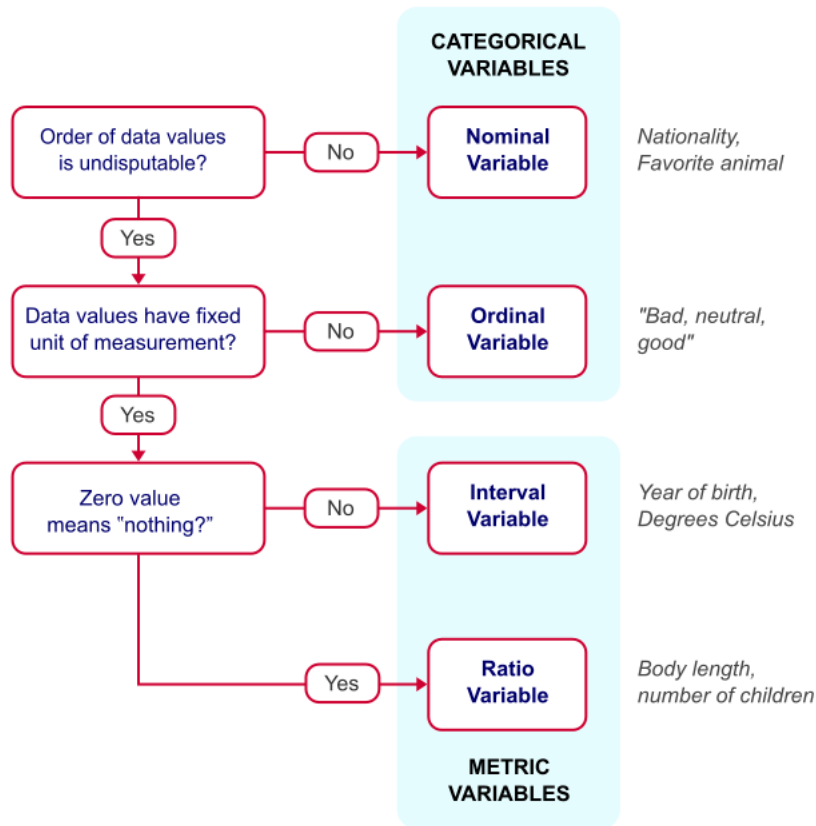 CATEGORICAL
VARIABLES
Order of data values
is undisputable?
No
Nominal
Variable
Nationality,
Favorite animal
Yes
Data values have fixed
unit of measurement?
No
Ordinal
Variable
"Bad, neutral,
good"
Yes
Zero value
means "nothing?"
No
Interval
Variable
Year of birth,
Degrees Celsius
Yes
Ratio
Variable
Body length,
number of children
METRIC
VARIABLES